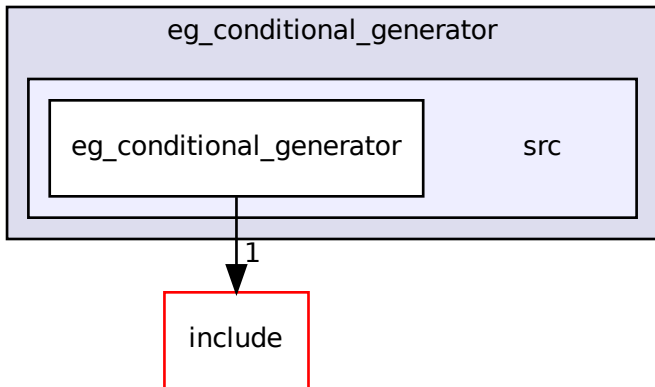 eg_conditional_generator
eg_conditional_generator src
1
include